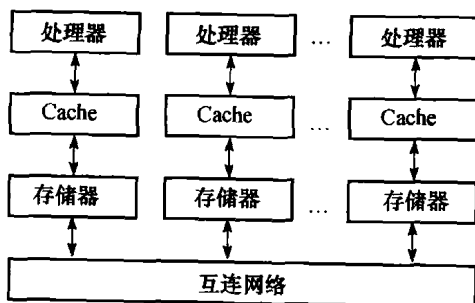 处理器 处理器 … 处理器
Cache Cache … Cache
存储器 存储器 … 存储器
互连网络